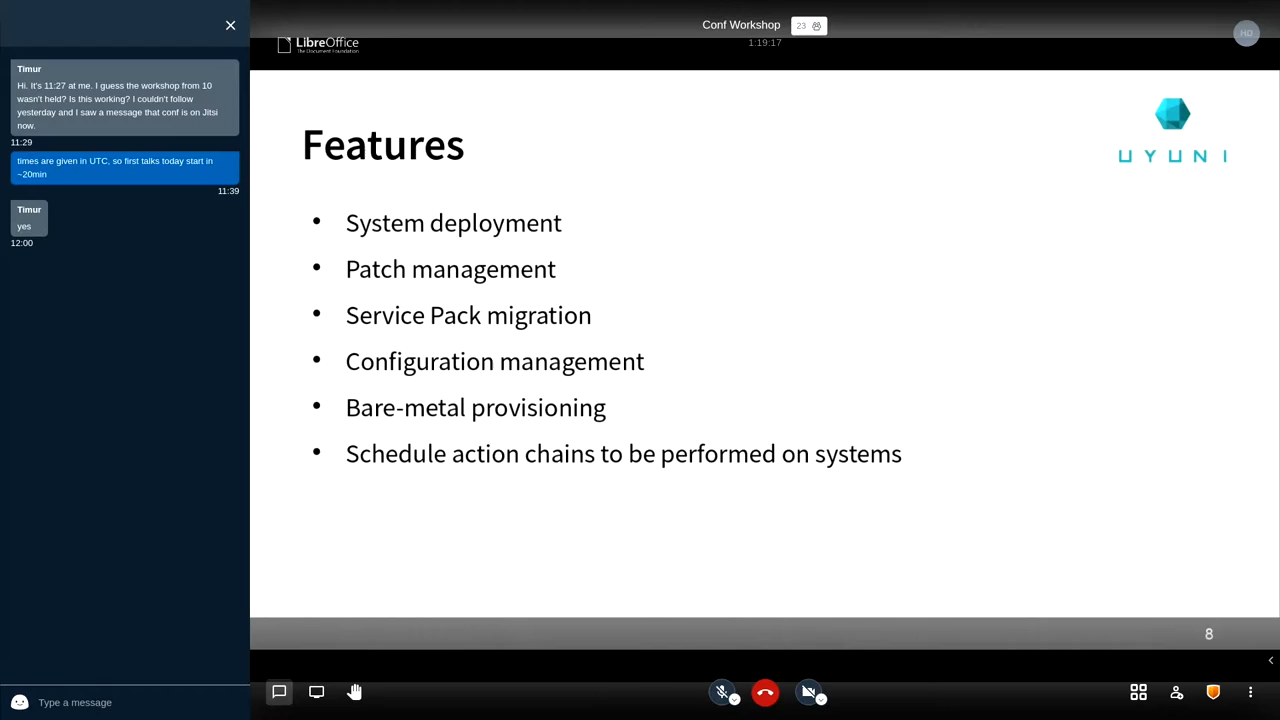 Conf Workshop
23
1:19:17
HD
LibreOffice
The Document Foundation
Timur
Hi. It's 11:27 at me. I guess the workshop from 10
wasn't held? Is this working? I couldn't follow
yesterday and I saw a message that conf is on Jitsi
now.
11:29
times are given in UTC, so first talks today start in
~20min
11:39
Timur
yes
12:00
Type a message
Features
UYUNI
• System deployment
• Patch management
• Service Pack migration
• Configuration management
• Bare-metal provisioning
• Schedule action chains to be performed on systems
8